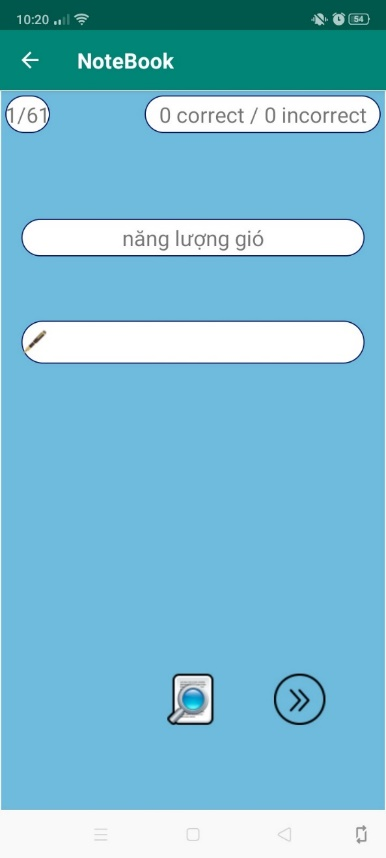 10:20
54
NoteBook
1/61
0 correct / 0 incorrect
năng lượng gió